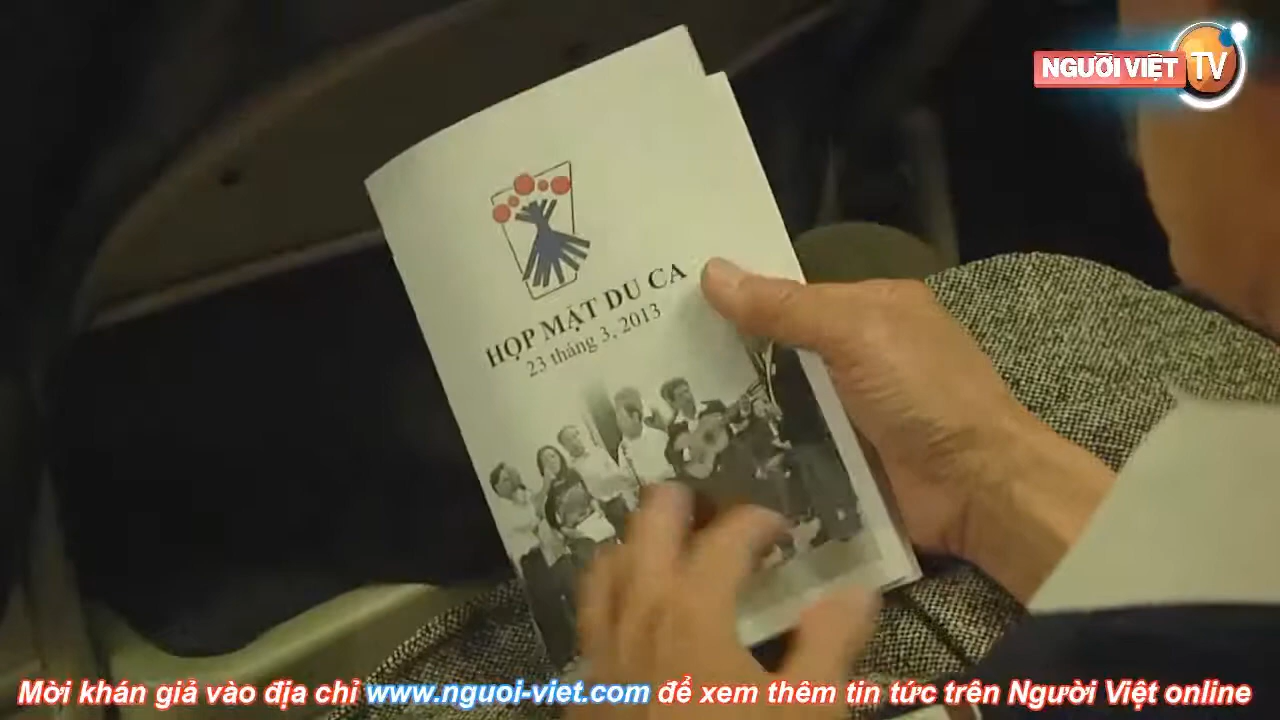 NGƯỜI VIỆT TV
HỌP MẶT DU CA
23 tháng 3, 2013
Mời khán giả vào địa chỉ www.nguoi-viet.com để xem thêm tin tức trên Người Việt online